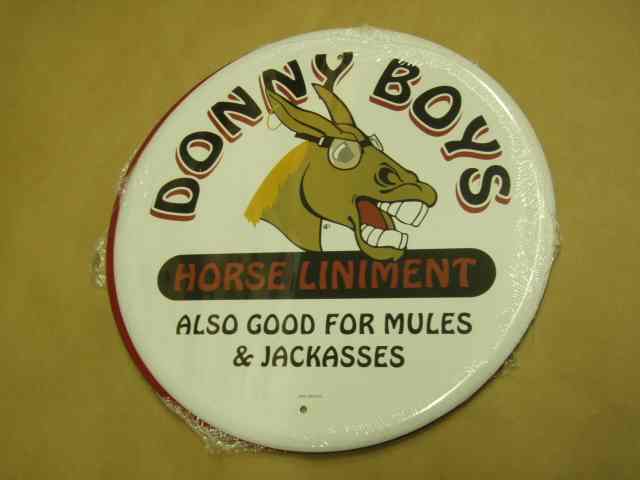 DONNY BOYS
HORSE LINIMENT
ALSO GOOD FOR MULES
& JACKASSES